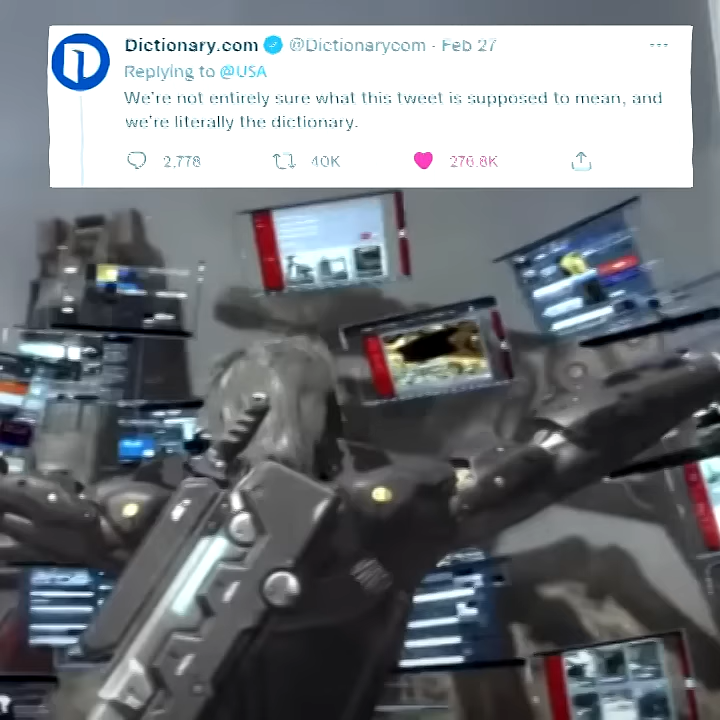 Dictionary.com @Dictionarycom · Feb 27
Replying to @USA
We're not entirely sure what this tweet is supposed to mean, and
we're literally the dictionary.
2,778 40K 276.8K